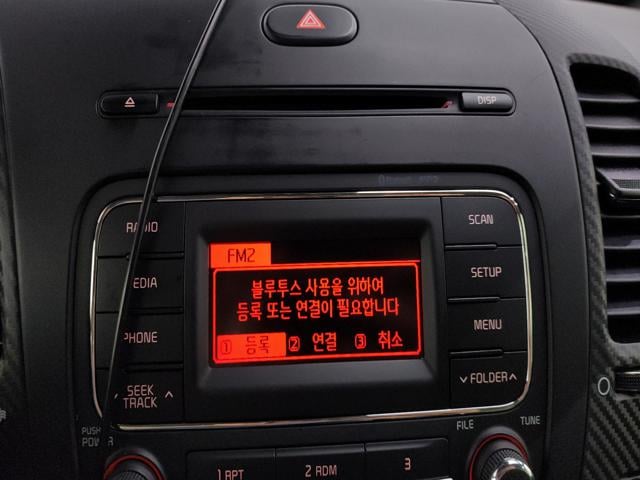 DISP
RADIO
SCAN
FM2
MEDIA
SETUP
블루투스 사용을 위하여
등록 또는 연결이 필요합니다
PHONE
MENU
① 등록 ② 연결 ③ 취소
SEEK
TRACK
∨ FOLDER ∧
PUSH
POWER
FILE
TUNE
1 RPT
2 RDM
3